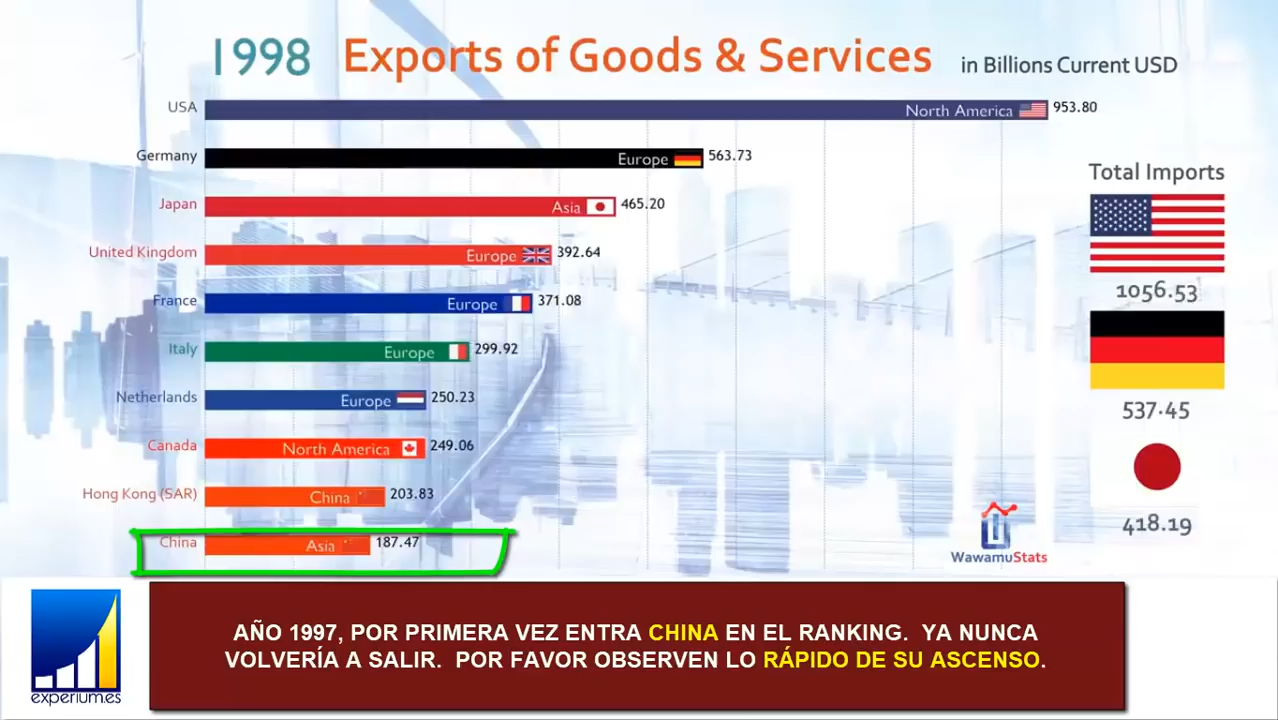 1998 Exports of Goods & Services in Billions Current USD
USA North America 953.80
Germany Europe 563.73
Japan Asia 465.20
United Kingdom Europe 392.64
France Europe 371.08
Italy Europe 299.92
Netherlands Europe 250.23
Canada North America 249.06
Hong Kong (SAR) China 203.83
China Asia 187.47
Total Imports
1056.53
537.45
418.19
WawamuStats
experium.es
AÑO 1997, POR PRIMERA VEZ ENTRA CHINA EN EL RANKING. YA NUNCA
VOLVERÍA A SALIR. POR FAVOR OBSERVEN LO RÁPIDO DE SU ASCENSO.